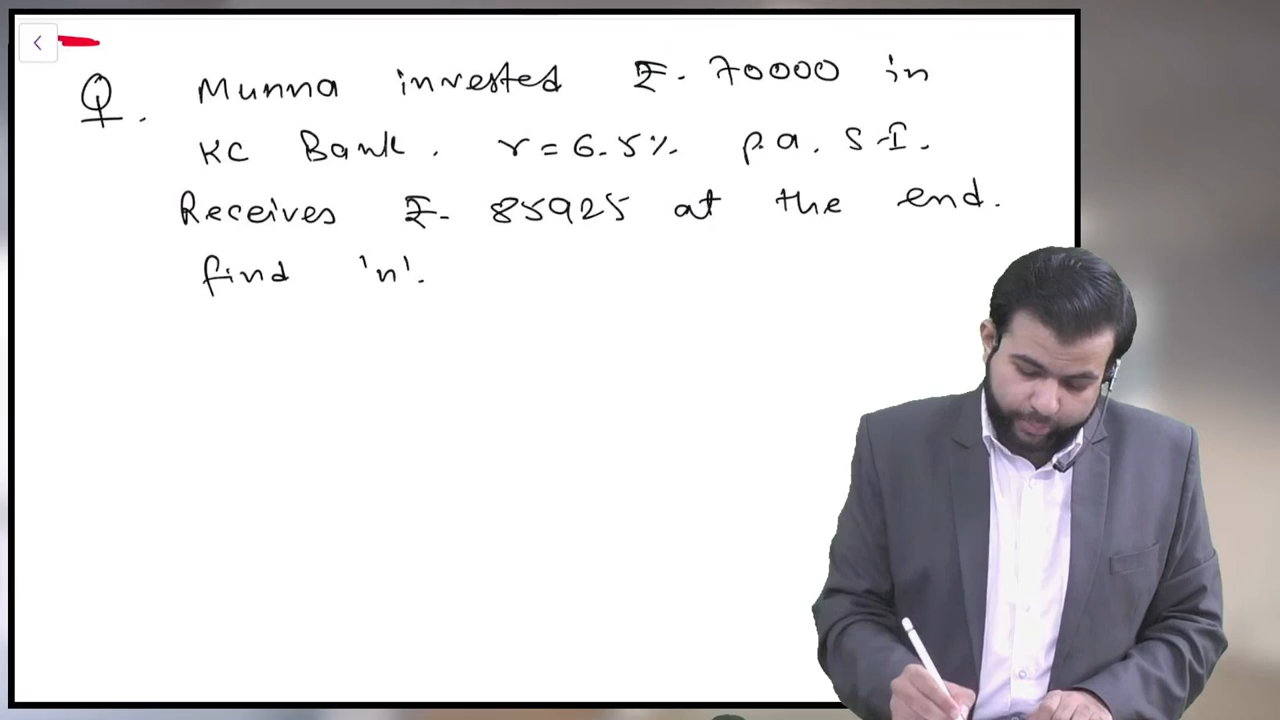 Q. Munna invested ₹. 70000 in
KC Bank. r = 6.5% p.a. S.I.
Receives ₹. 85925 at the end.
find 'n'.